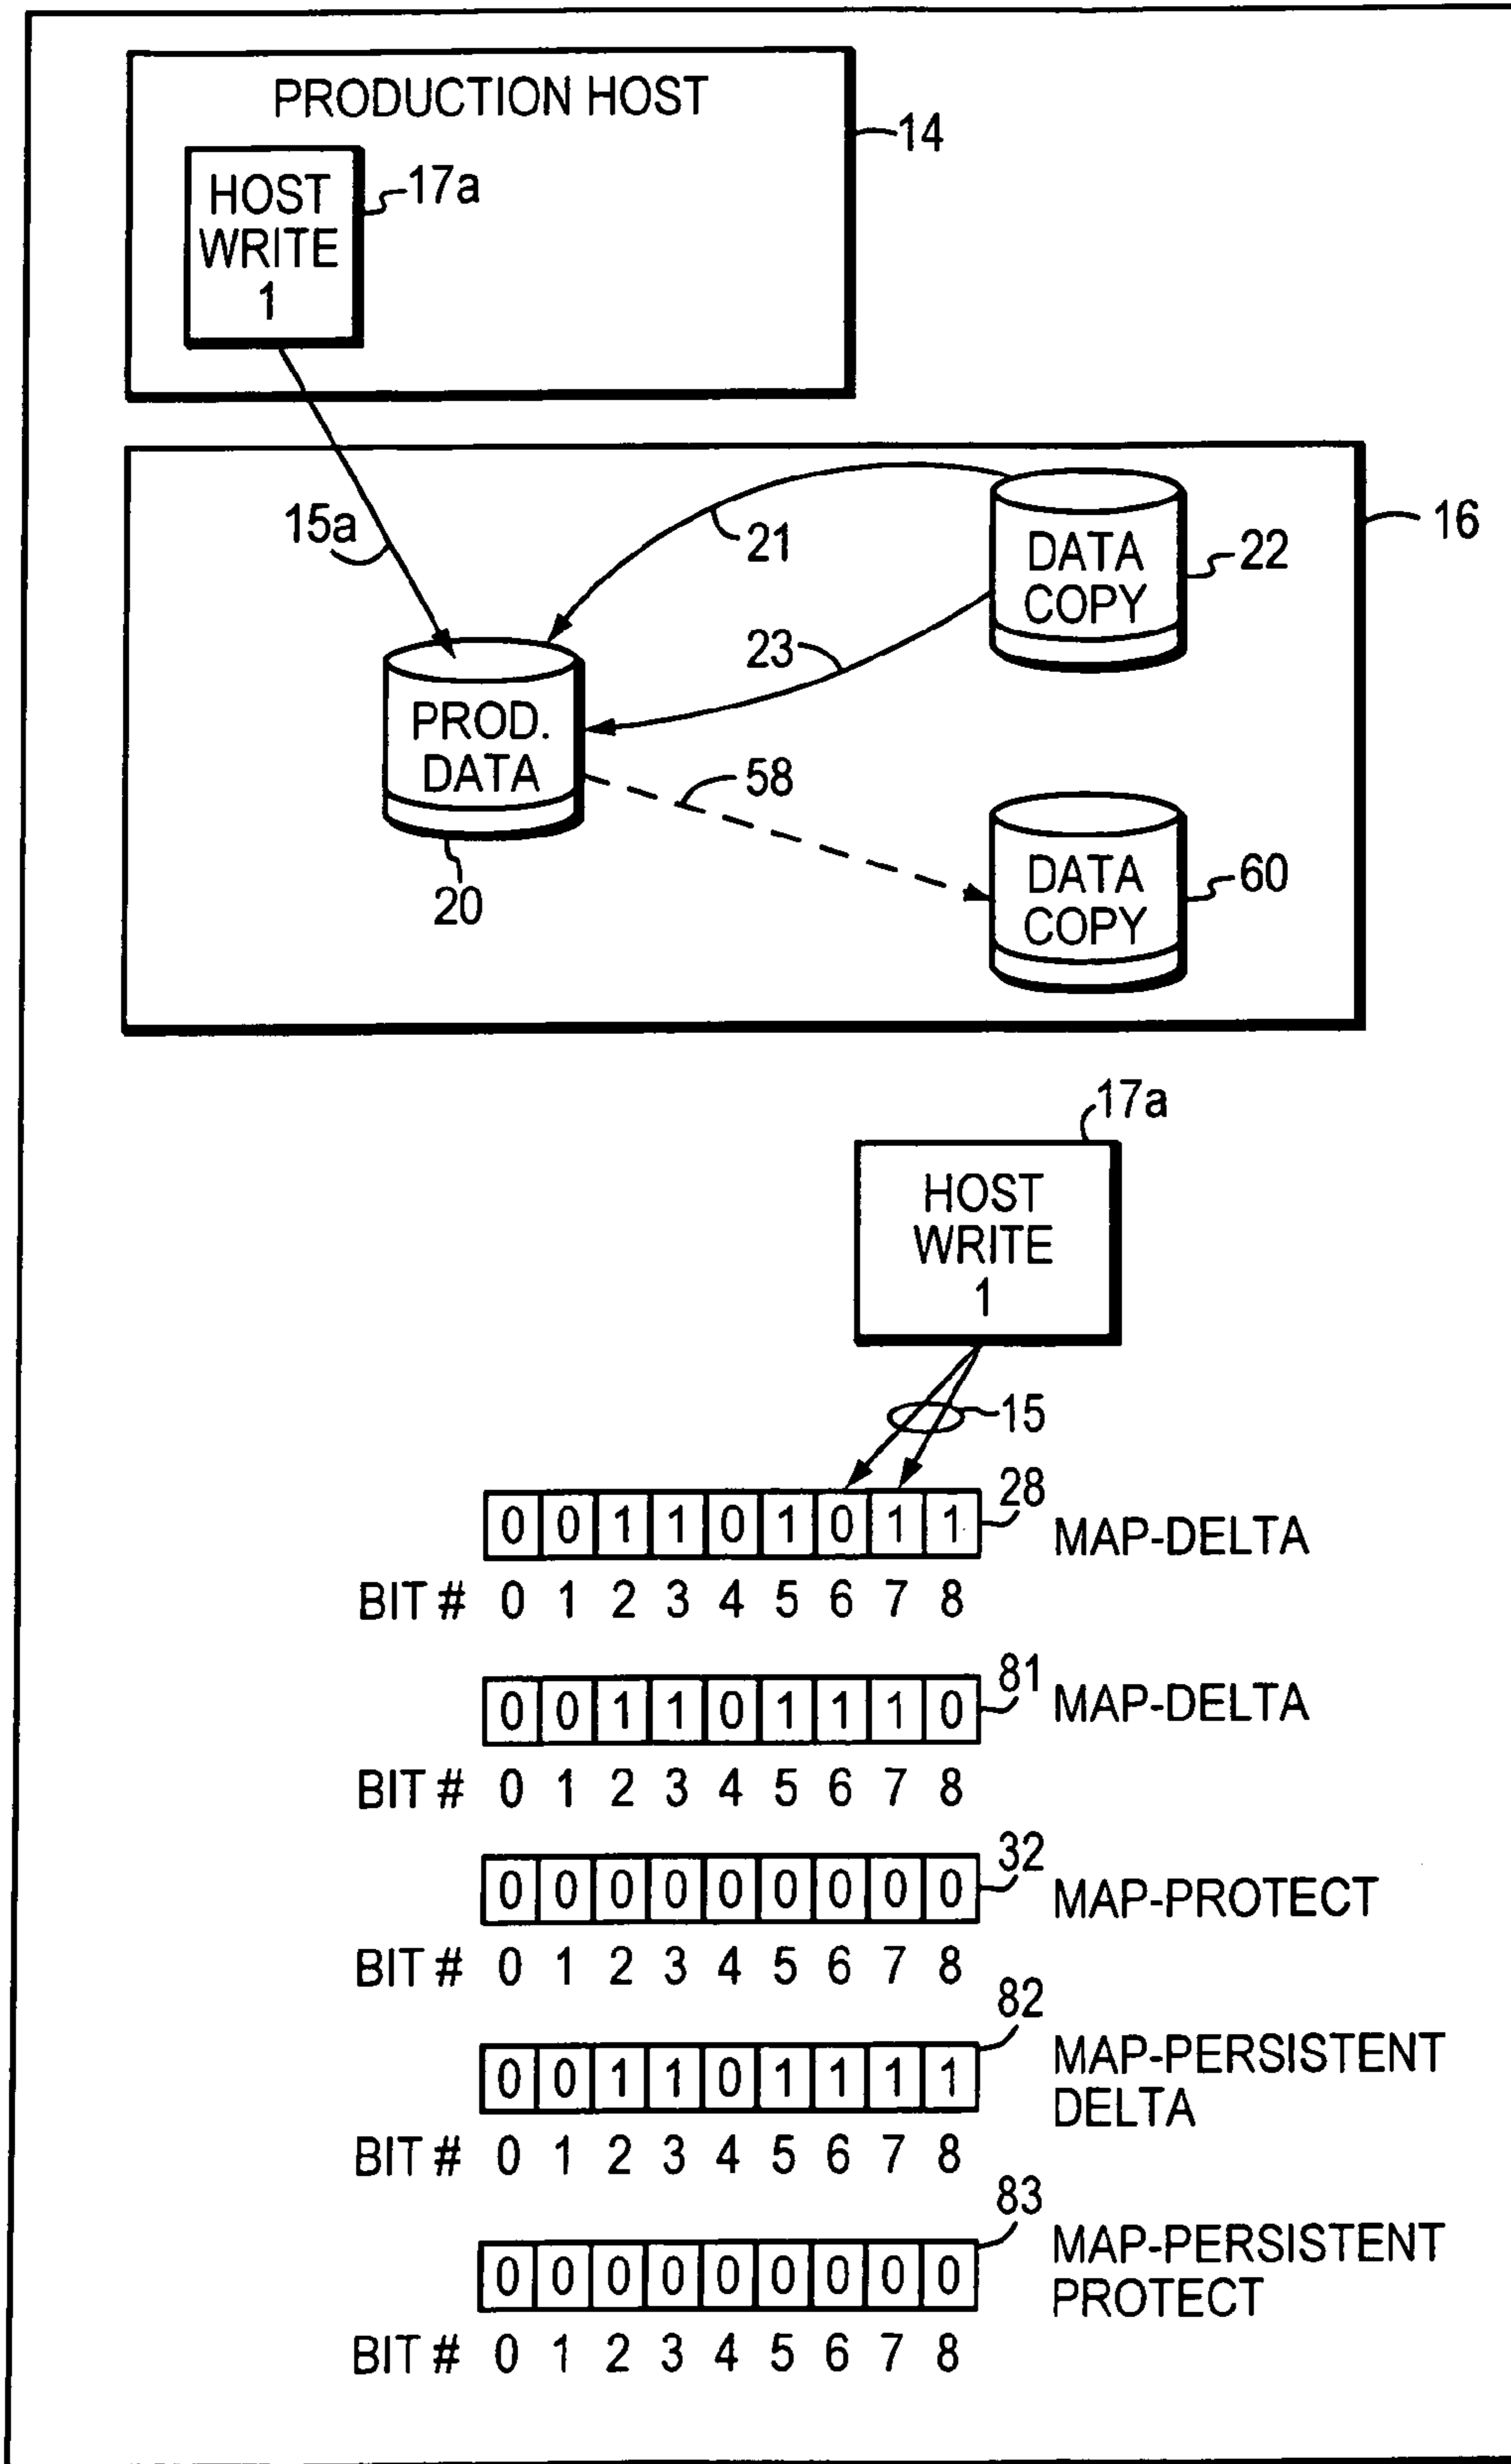 PRODUCTION HOST
14
HOST
WRITE
1
17a
15a
21
DATA
COPY
22
16
23
PROD.
DATA
20
58
DATA
COPY
60
17a
HOST
WRITE
1
15
0 0 1 1 0 1 0 1 1
28
MAP-DELTA
BIT # 0 1 2 3 4 5 6 7 8
0 0 1 1 0 1 1 1 0
81
MAP-DELTA
BIT # 0 1 2 3 4 5 6 7 8
0 0 0 0 0 0 0 0 0
32
MAP-PROTECT
BIT # 0 1 2 3 4 5 6 7 8
0 0 1 1 0 1 1 1 1
82
MAP-PERSISTENT
DELTA
BIT # 0 1 2 3 4 5 6 7 8
0 0 0 0 0 0 0 0 0
83
MAP-PERSISTENT
PROTECT
BIT # 0 1 2 3 4 5 6 7 8